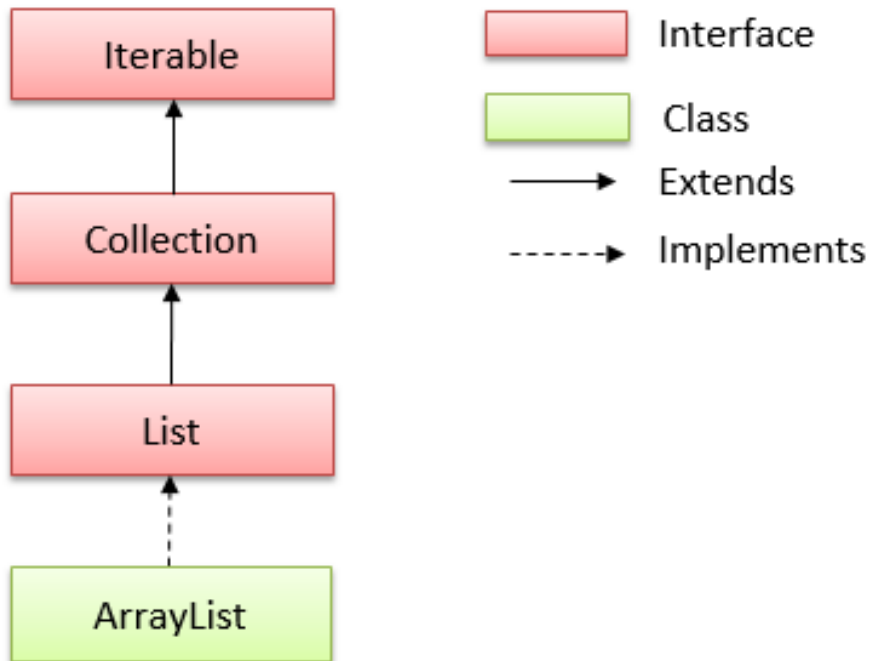 Iterable
Collection
List
ArrayList
Interface
Class
Extends
Implements